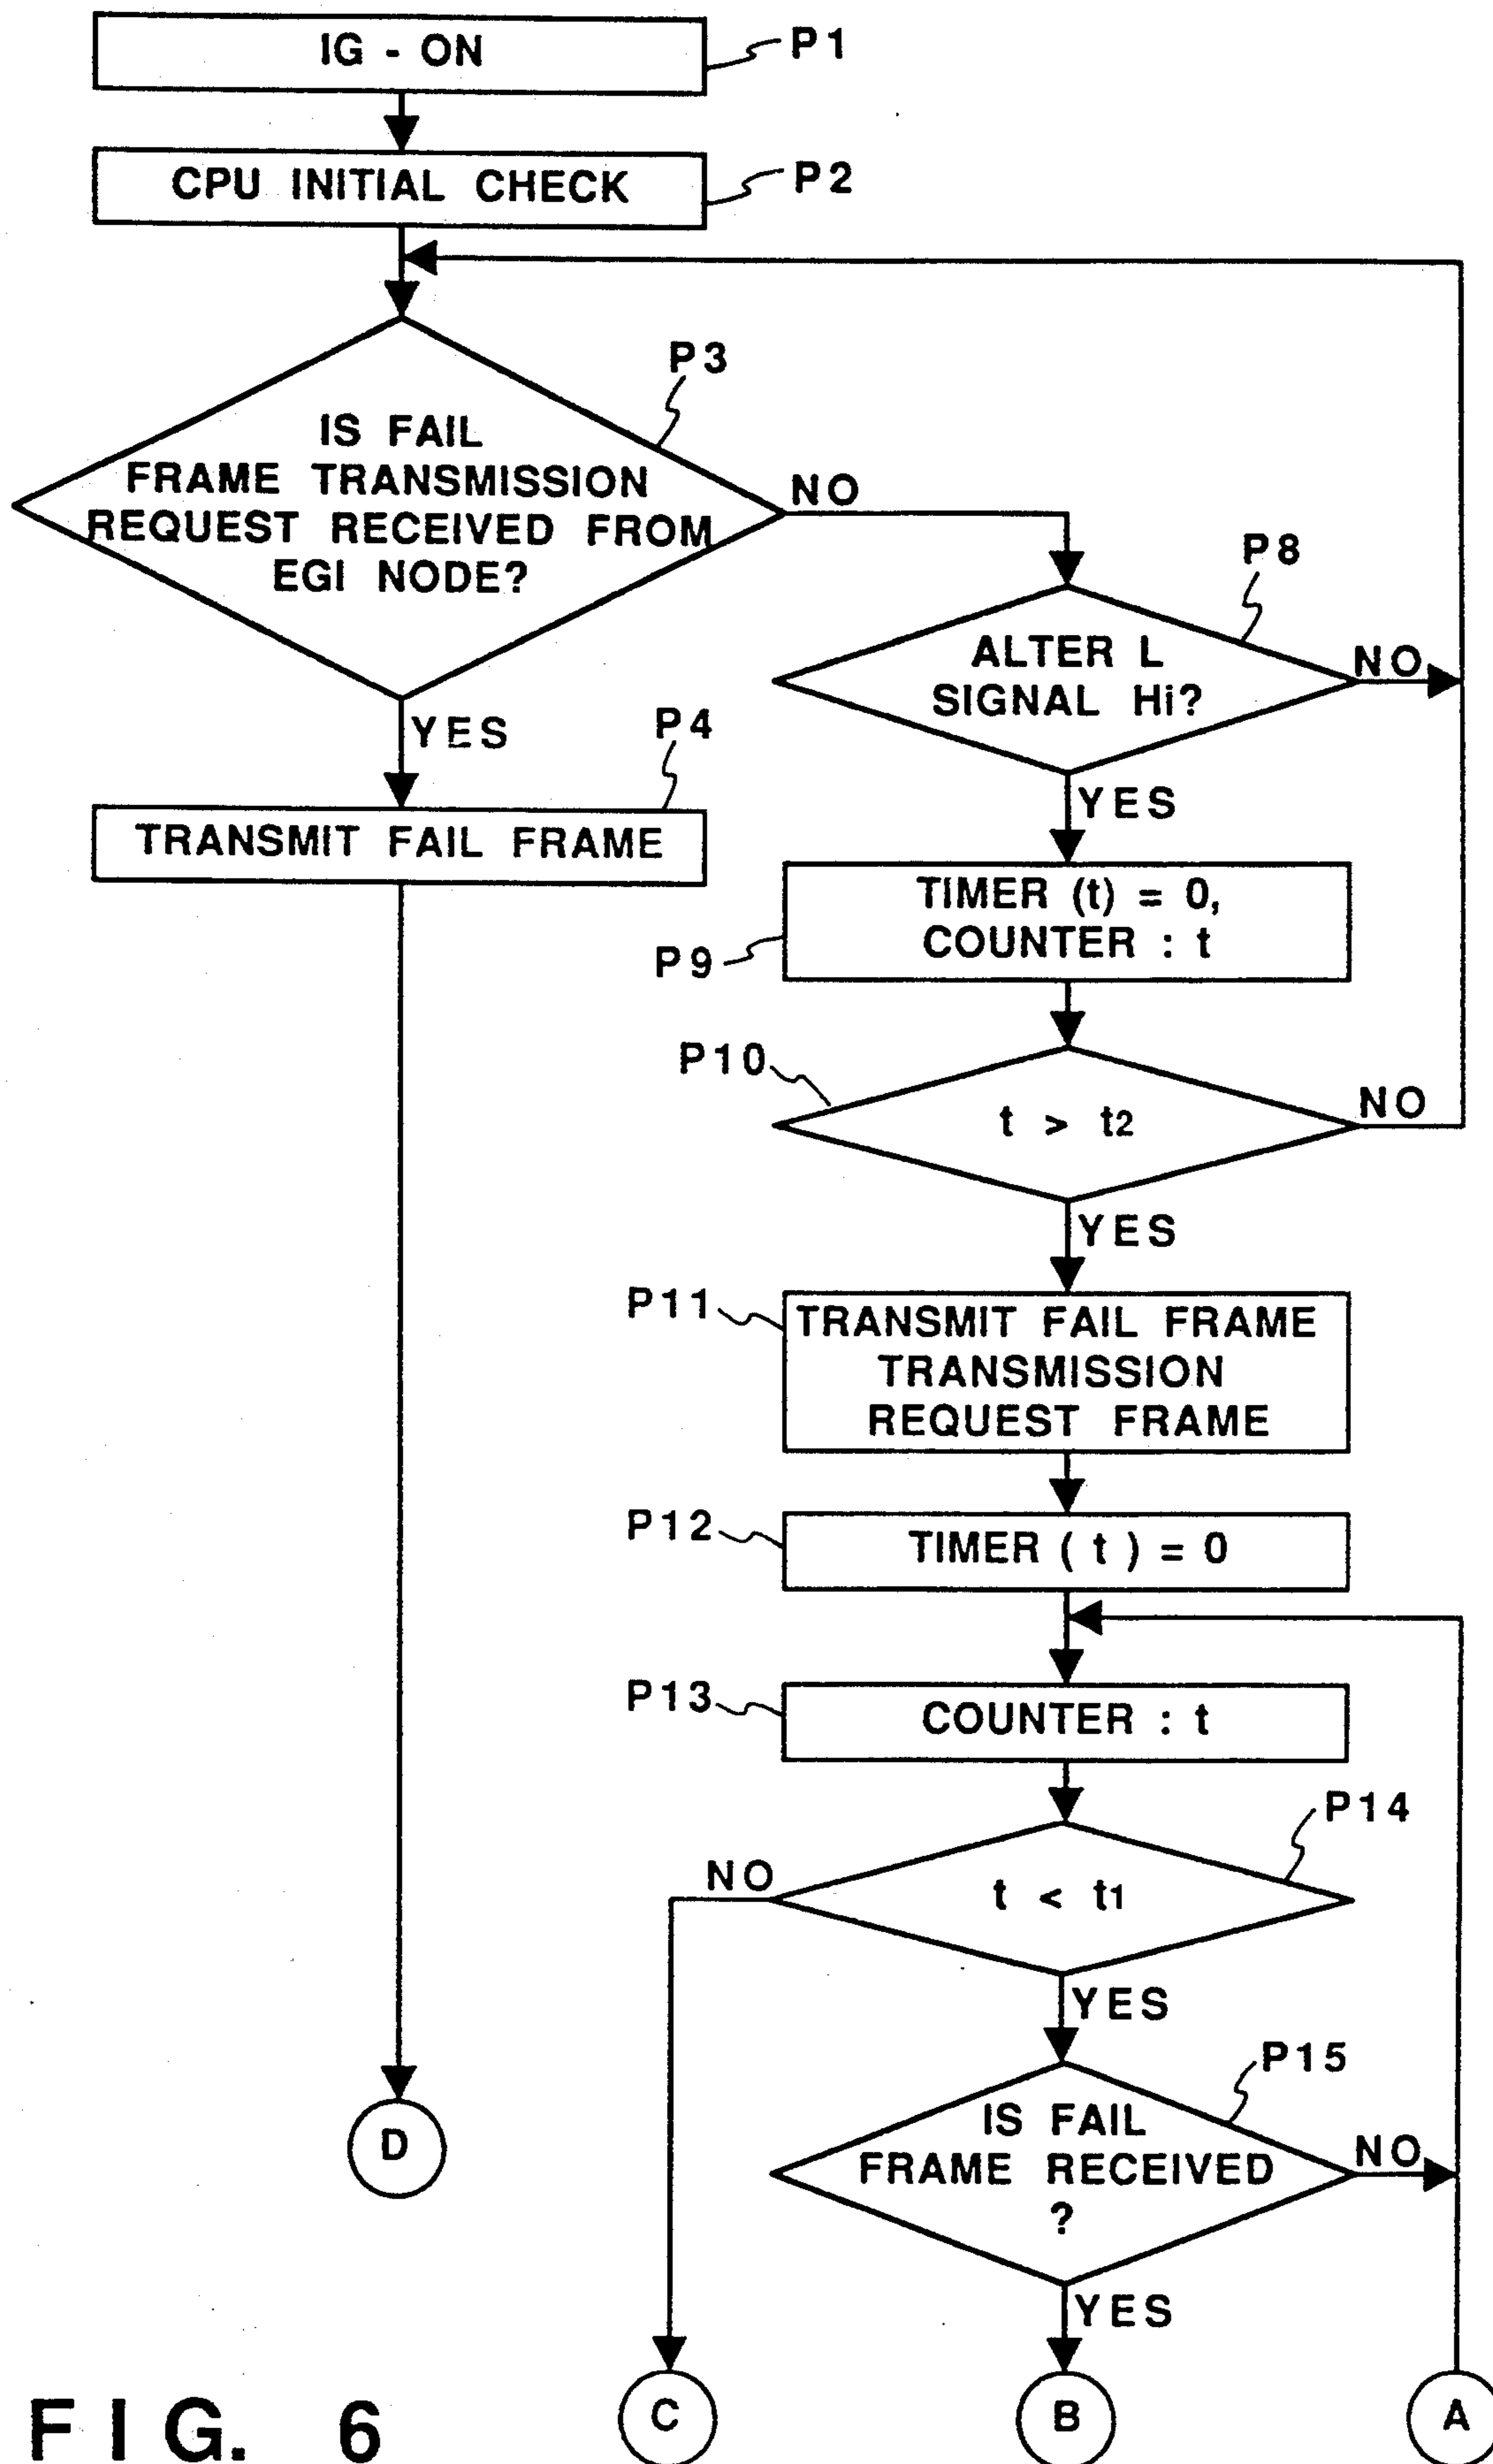 IG - ON
P1
CPU INITIAL CHECK
P2
P3
IS FAIL
FRAME TRANSMISSION
REQUEST RECEIVED FROM
EGI NODE?
NO
YES
P4
TRANSMIT FAIL FRAME
P8
ALTER L
SIGNAL Hi?
NO
YES
TIMER (t) = 0,
COUNTER : t
P9
P10
t > t2
NO
YES
P11
TRANSMIT FAIL FRAME
TRANSMISSION
REQUEST FRAME
P12
TIMER ( t ) = 0
P13
COUNTER : t
P14
NO
t < t1
YES
P15
IS FAIL
FRAME RECEIVED
?
NO
YES
D
C
B
A
FIG. 6